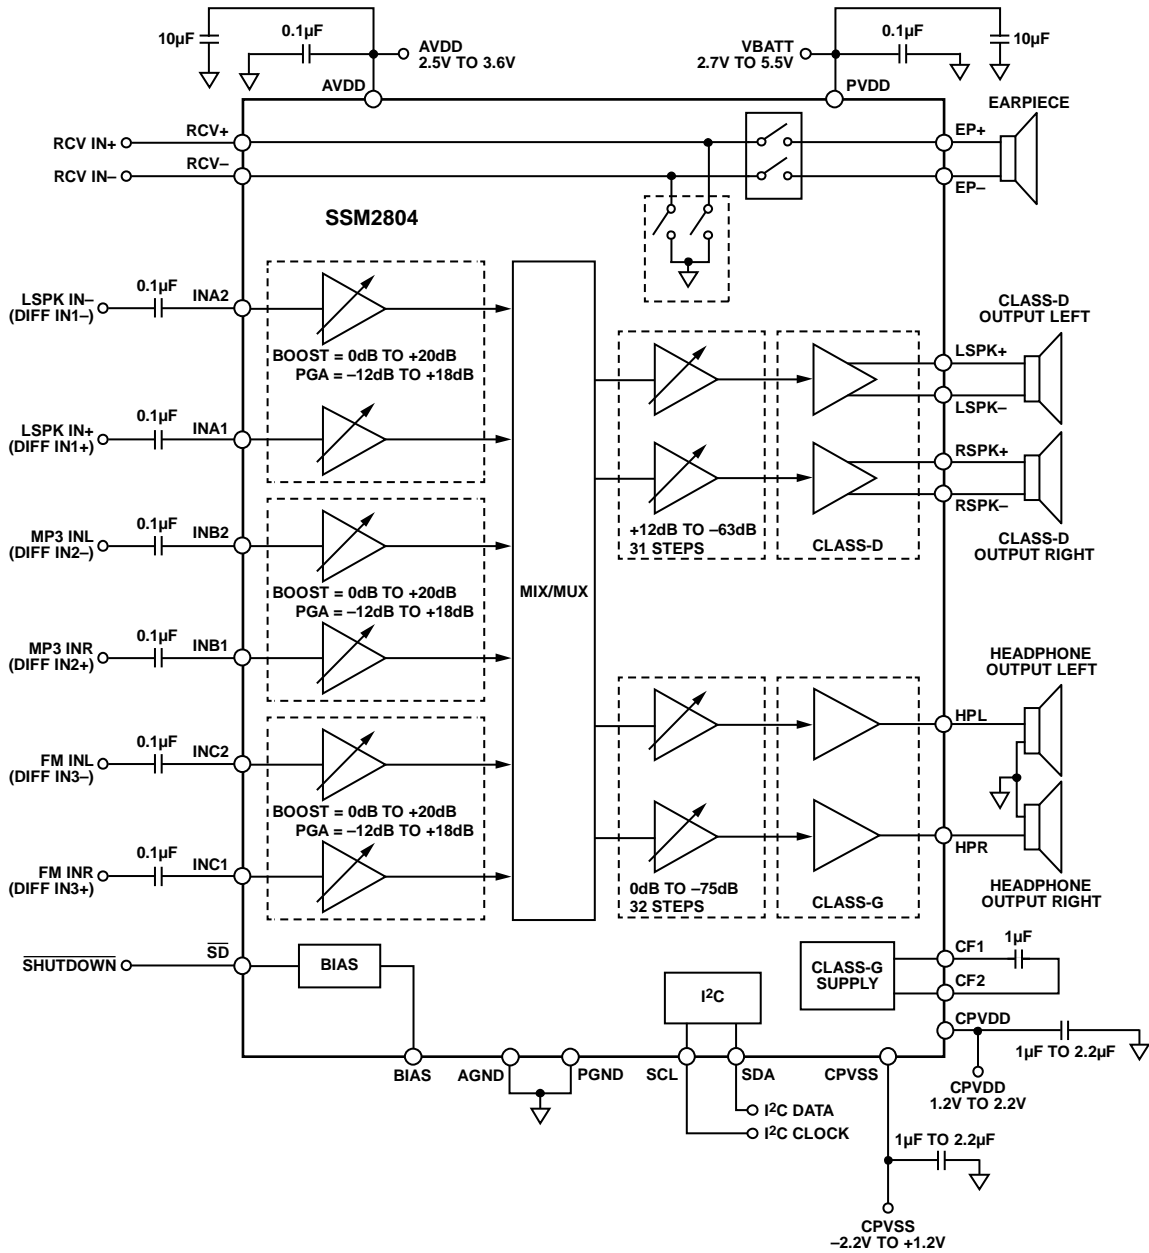 10µF
0.1µF
AVDD
2.5V TO 3.6V
VBATT
2.7V TO 5.5V
0.1µF
10µF
AVDD
PVDD
EARPIECE
RCV IN+
RCV+
EP+
RCV IN–
RCV–
EP–
SSM2804
LSPK IN–
(DIFF IN1–)
0.1µF
INA2
BOOST = 0dB TO +20dB
PGA = –12dB TO +18dB
LSPK IN+
(DIFF IN1+)
0.1µF
INA1
CLASS-D
OUTPUT LEFT
LSPK+
LSPK–
RSPK+
RSPK–
CLASS-D
OUTPUT RIGHT
+12dB TO –63dB
31 STEPS
CLASS-D
MP3 INL
(DIFF IN2–)
0.1µF
INB2
BOOST = 0dB TO +20dB
PGA = –12dB TO +18dB
MIX/MUX
MP3 INR
(DIFF IN2+)
0.1µF
INB1
HEADPHONE
OUTPUT LEFT
HPL
FM INL
(DIFF IN3–)
0.1µF
INC2
BOOST = 0dB TO +20dB
PGA = –12dB TO +18dB
HPR
FM INR
(DIFF IN3+)
0.1µF
INC1
0dB TO –75dB
32 STEPS
CLASS-G
HEADPHONE
OUTPUT RIGHT
SHUTDOWN
SD
BIAS
CLASS-G
SUPPLY
CF1
1µF
CF2
I²C
CPVDD
1µF TO 2.2µF
BIAS
AGND
PGND
SCL
SDA
CPVSS
CPVDD
1.2V TO 2.2V
I²C DATA
I²C CLOCK
1µF TO 2.2µF
CPVSS
–2.2V TO +1.2V